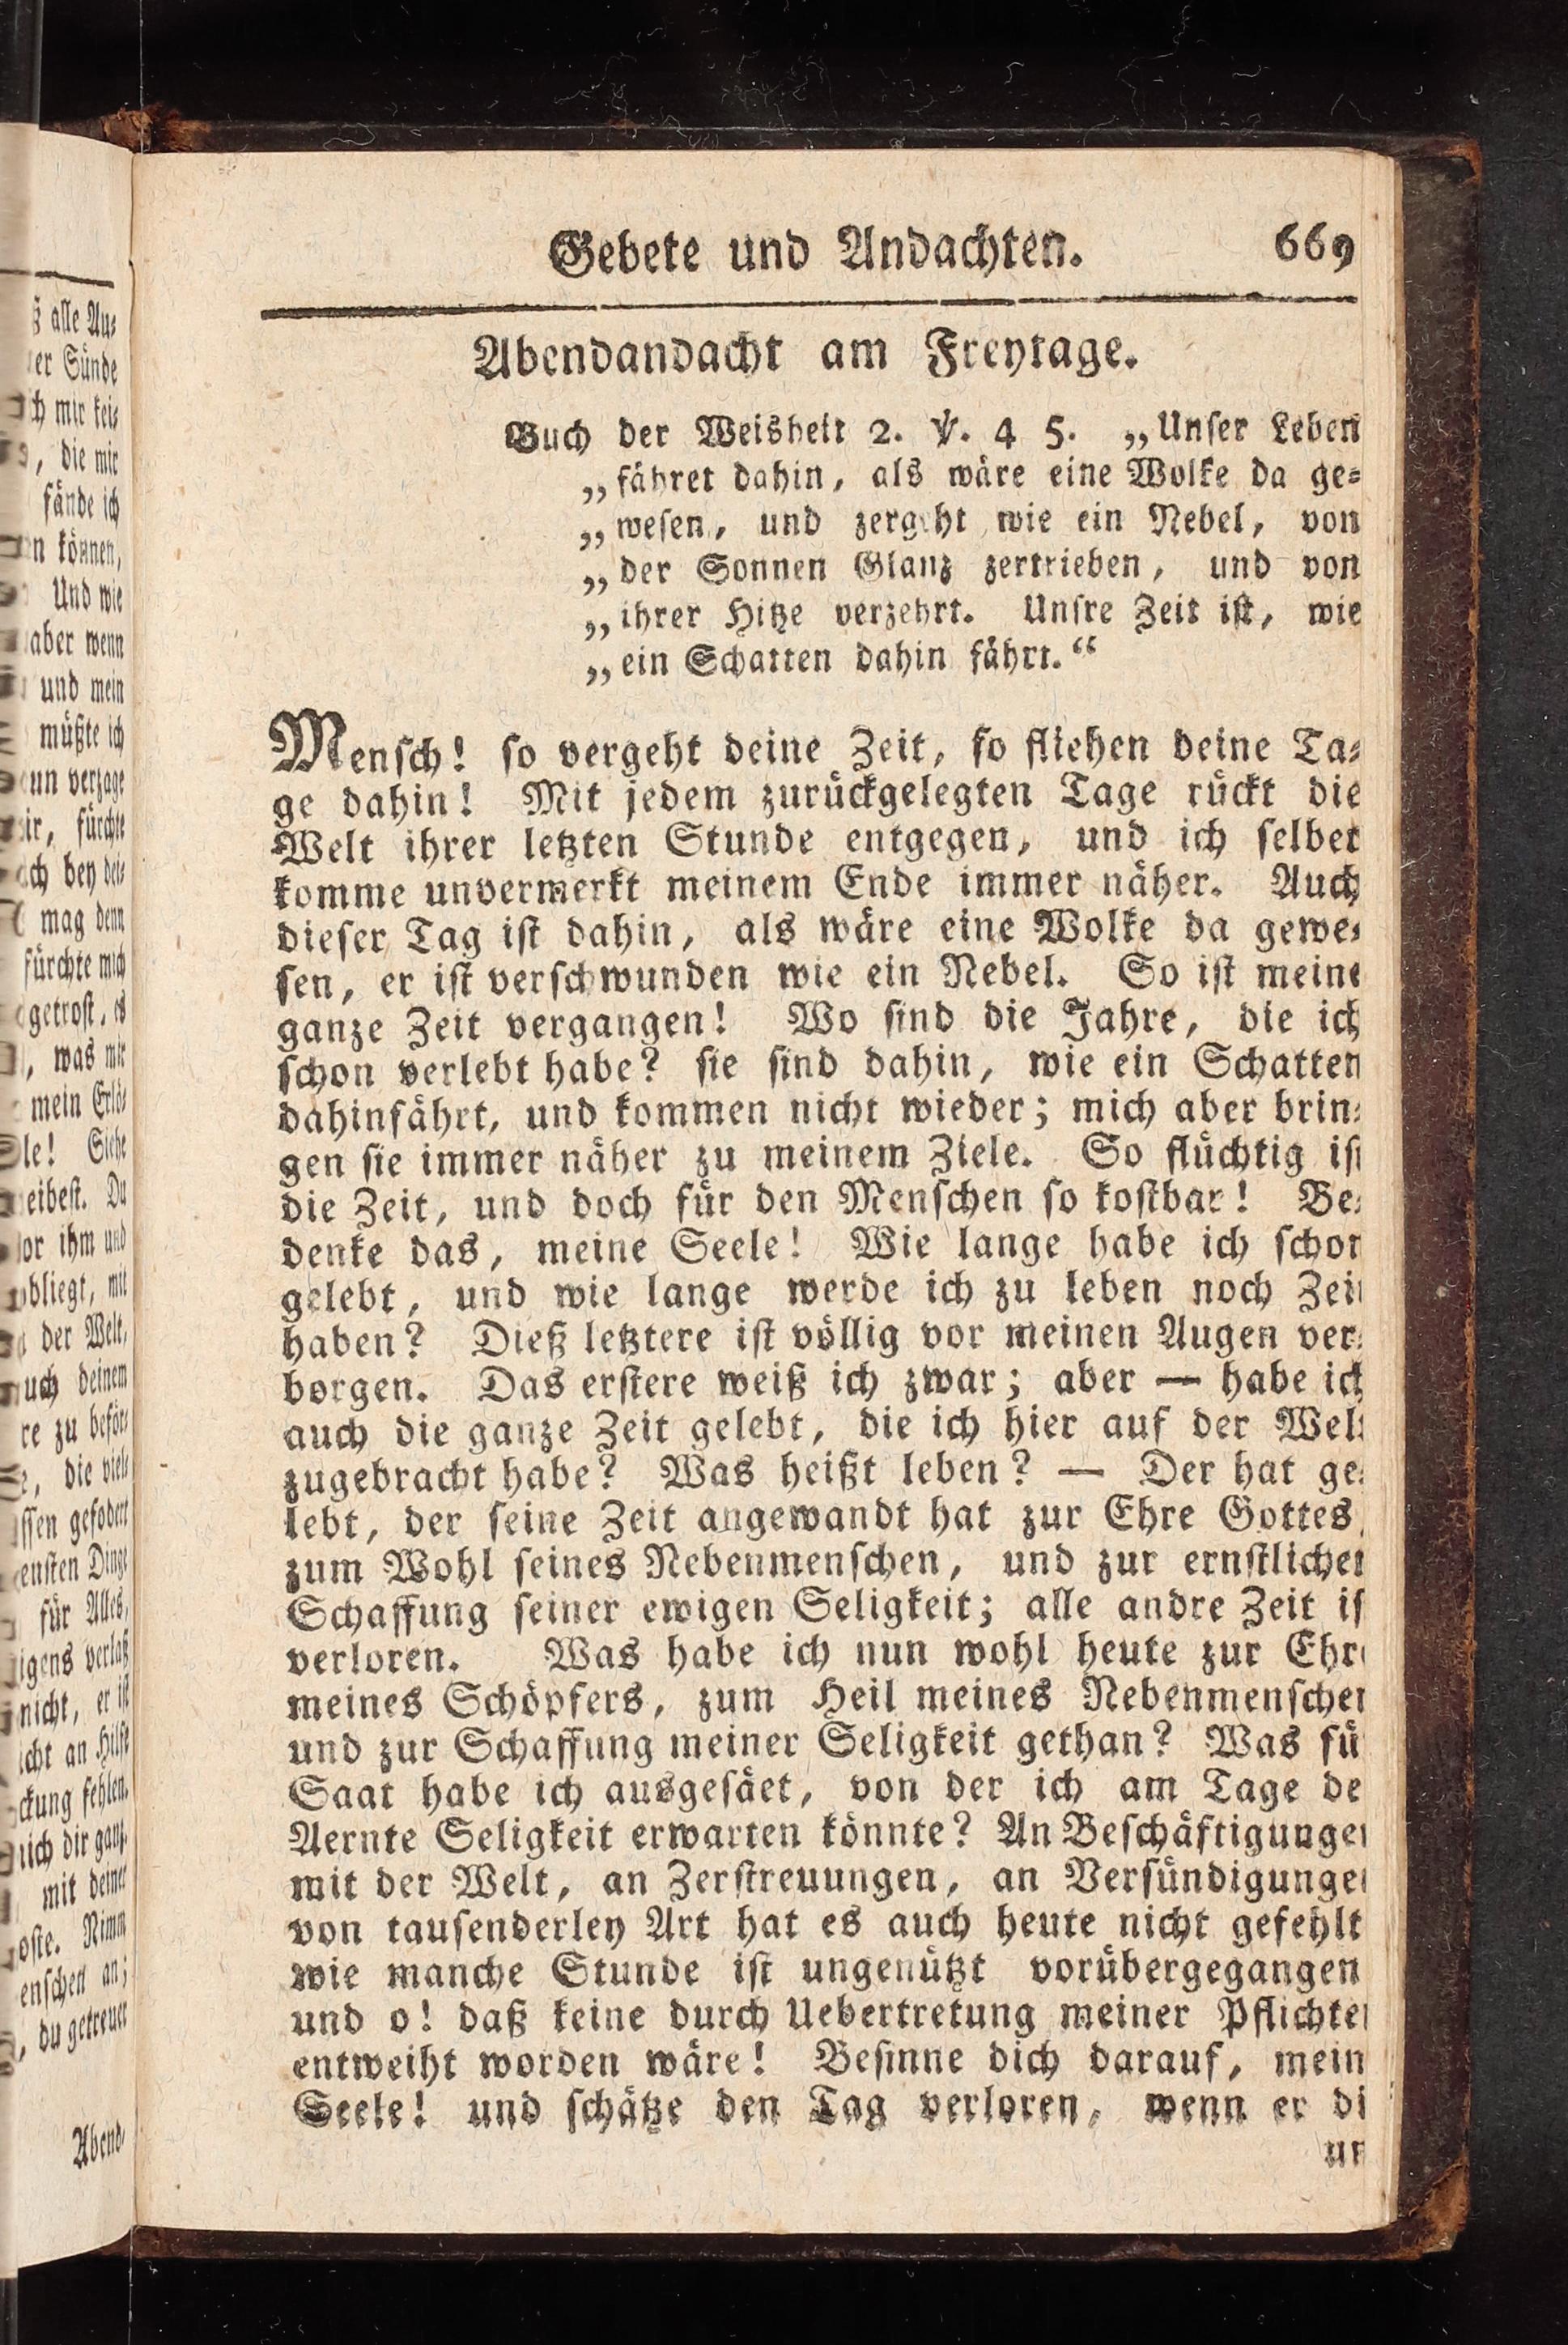 Gebete und Andachten. 669
Abendandacht am Freytage.
Buch der Weisheit 2. ℣. 4 5. „Unſer Leben
„fähret dahin, als wäre eine Wolke da ge⸗
„weſen, und zergeht wie ein Nebel, von
„der Sonnen Glanz zertrieben, und von
„ihrer Hitze verzehrt. Unſre Zeit iſt, wie
„ein Schatten dahin fährt.“
Menſch! ſo vergeht deine Zeit, ſo fliehen deine Ta⸗
ge dahin! Mit jedem zurückgelegten Tage rückt die
Welt ihrer letzten Stunde entgegen, und ich ſelber
komme unvermerkt meinem Ende immer näher. Auch
dieſer Tag iſt dahin, als wäre eine Wolke da gewe⸗
ſen, er iſt verſchwunden wie ein Nebel. So iſt meine
ganze Zeit vergangen! Wo ſind die Jahre, die ich
ſchon verlebt habe? ſie ſind dahin, wie ein Schatten
dahinfährt, und kommen nicht wieder; mich aber brin⸗
gen ſie immer näher zu meinem Ziele. So flüchtig iſt
die Zeit, und doch für den Menſchen ſo koſtbar! Be⸗
denke das, meine Seele! Wie lange habe ich ſchon
gelebt, und wie lange werde ich zu leben noch Zeit
haben? Dieß letztere iſt völlig vor meinen Augen ver⸗
borgen. Das erſtere weiß ich zwar; aber — habe ich
auch die ganze Zeit gelebt, die ich hier auf der Welt
zugebracht habe? Was heißt leben? — Der hat ge⸗
lebt, der ſeine Zeit angewandt hat zur Ehre Gottes,
zum Wohl ſeines Nebenmenſchen, und zur ernſtlichen
Schaffung ſeiner ewigen Seligkeit; alle andre Zeit iſ
verloren. Was habe ich nun wohl heute zur Ehre
meines Schöpfers, zum Heil meines Nebenmenſchen
und zur Schaffung meiner Seligkeit gethan? Was fü
Saat habe ich ausgeſäet, von der ich am Tage de
Aernte Seligkeit erwarten könnte? An Beſchäftigungen
mit der Welt, an Zerſtreuungen, an Verſündigungen
von tauſenderley Art hat es auch heute nicht gefehlt
wie manche Stunde iſt ungenützt vorübergegangen
und o! daß keine durch Uebertretung meiner Pflichten
entweiht worden wäre! Beſinne dich darauf, mein
Seele! und ſchätze den Tag verloren, wenn er di
un